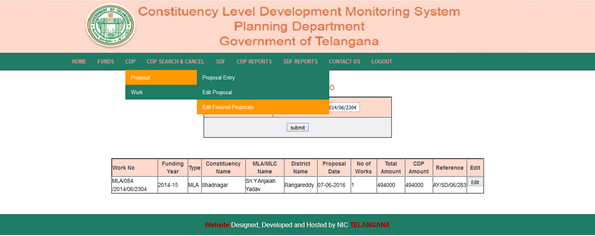 Constituency Level Development Monitoring System
Planning Department
Government of Telangana
HOME FUNDS CDP CDP SEARCH & CANCEL SDF CDP REPORTS SDF REPORTS CONTACT US LOGOUT
Proposal Proposal Entry
Work Edit Proposal
Edit Freezed Proposals
014/06/2304
submit
Work No Funding Year Type Constituency Name MLA/MLC Name District Name Proposal Date No of Works Total Amount CDP Amount Reference Edit
MLA/084 /2014/06/2304 2014-15 MLA Shadnagar Sri.Y.Anjaiah Yadav Rangareddy 07-06-2016 1 494000 494000 AY/SD/06/283 Edit
Website Designed, Developed and Hosted by NIC TELANGANA